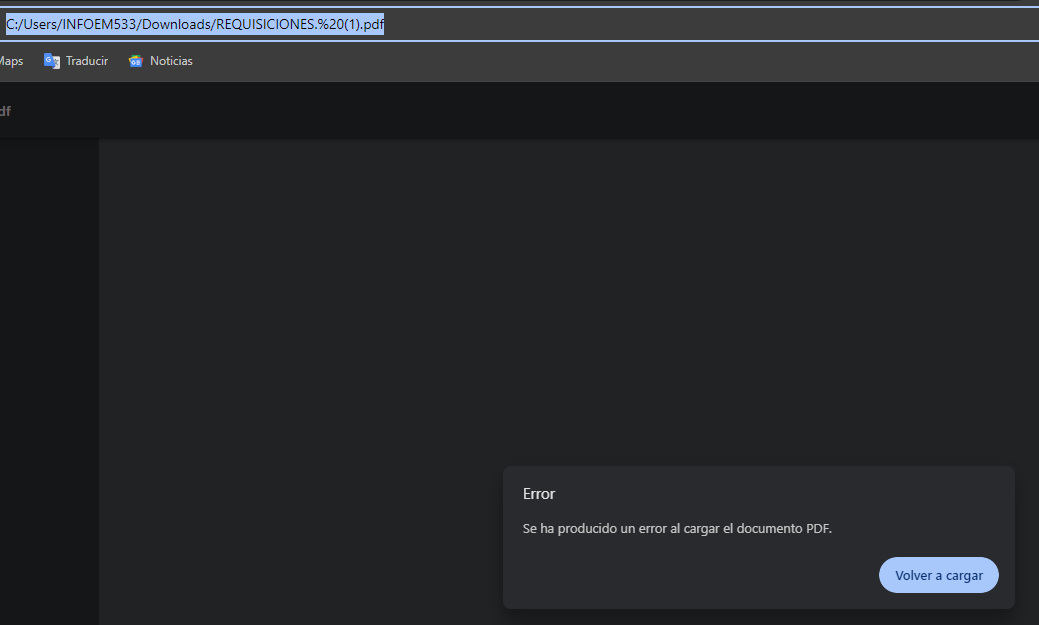 C:/Users/INFOEM533/Downloads/REQUISICIONES.%20(1).pdf
Maps Traducir Noticias
df
Error
Se ha producido un error al cargar el documento PDF.
Volver a cargar